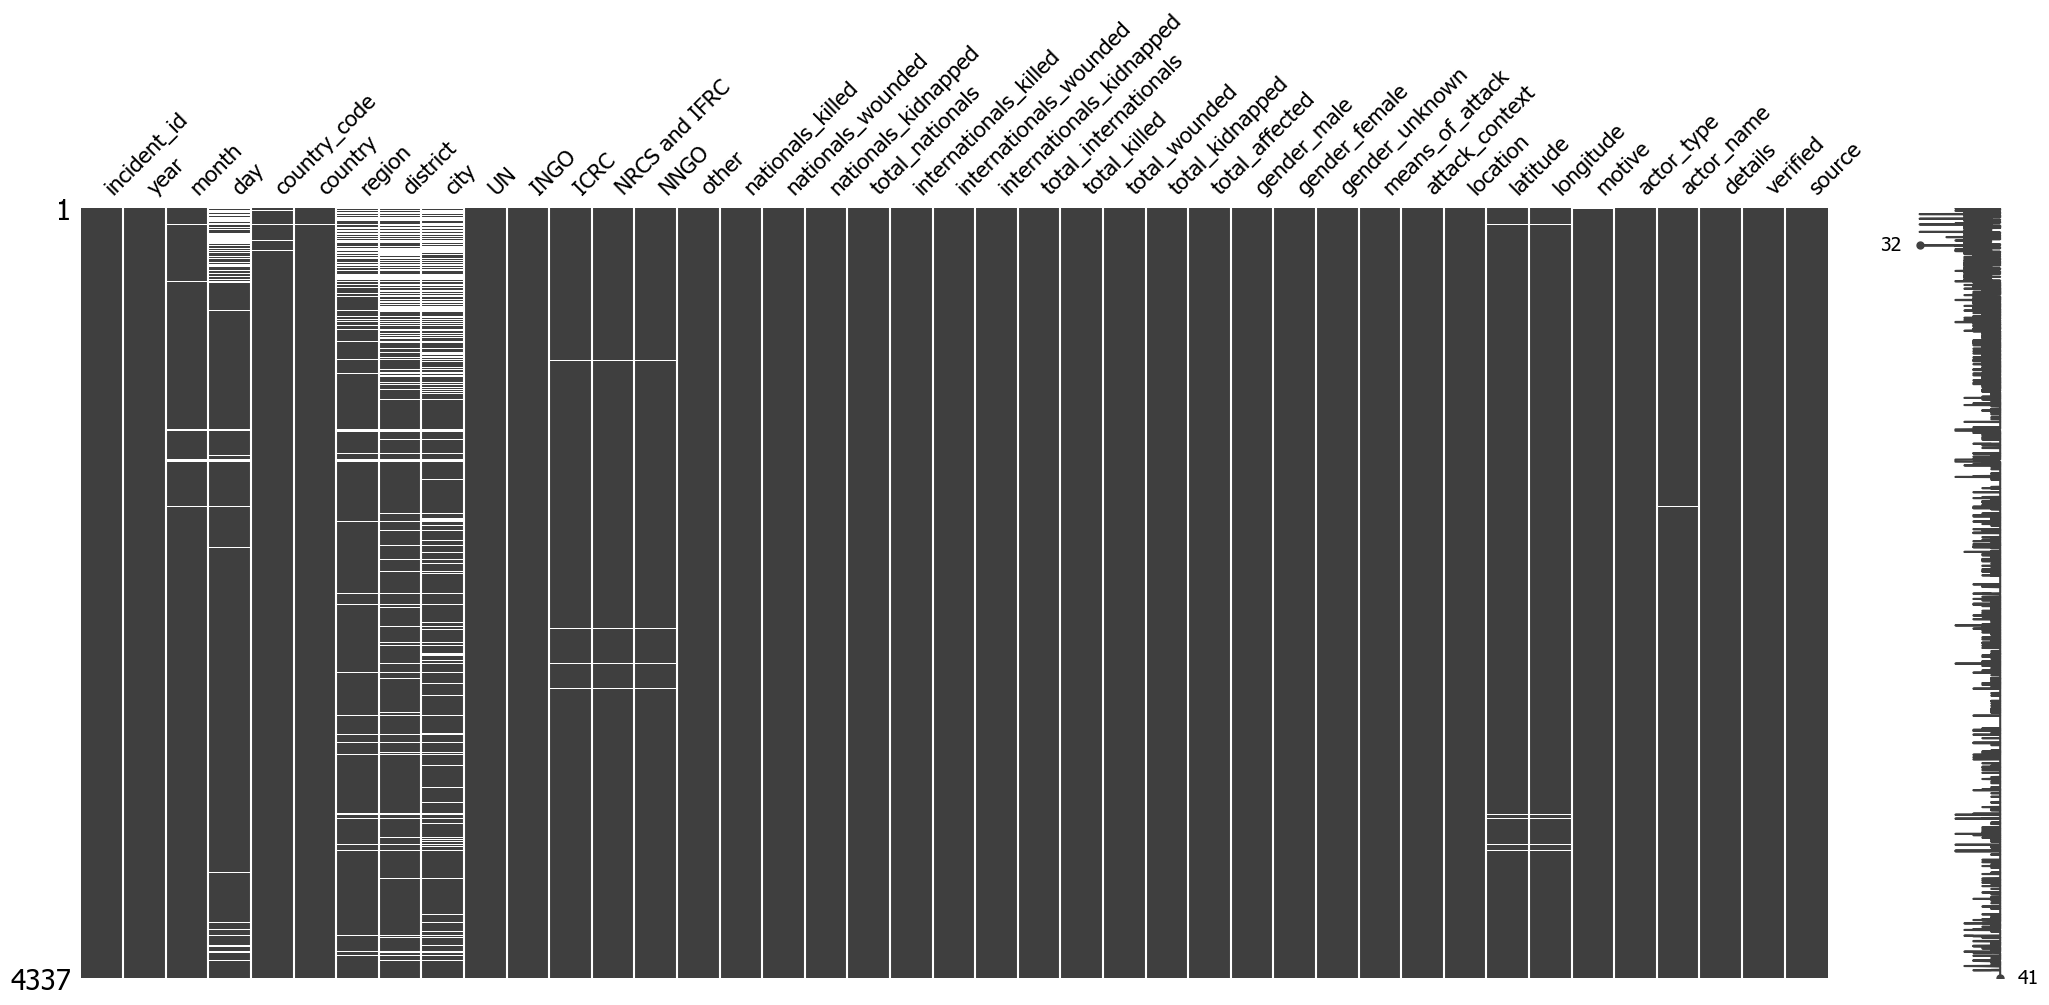 incident_id
year
month
day
country_code
country
region
district
city
UN
INGO
ICRC
NRCS and IFRC
NNGO
other
nationals_killed
nationals_wounded
nationals_kidnapped
total_nationals
internationals_killed
internationals_wounded
internationals_kidnapped
total_internationals
total_killed
total_wounded
total_kidnapped
total_affected
gender_male
gender_female
gender_unknown
means_of_attack
attack_context
location
latitude
longitude
motive
actor_type
actor_name
details
verified
source
1
32
4337
41